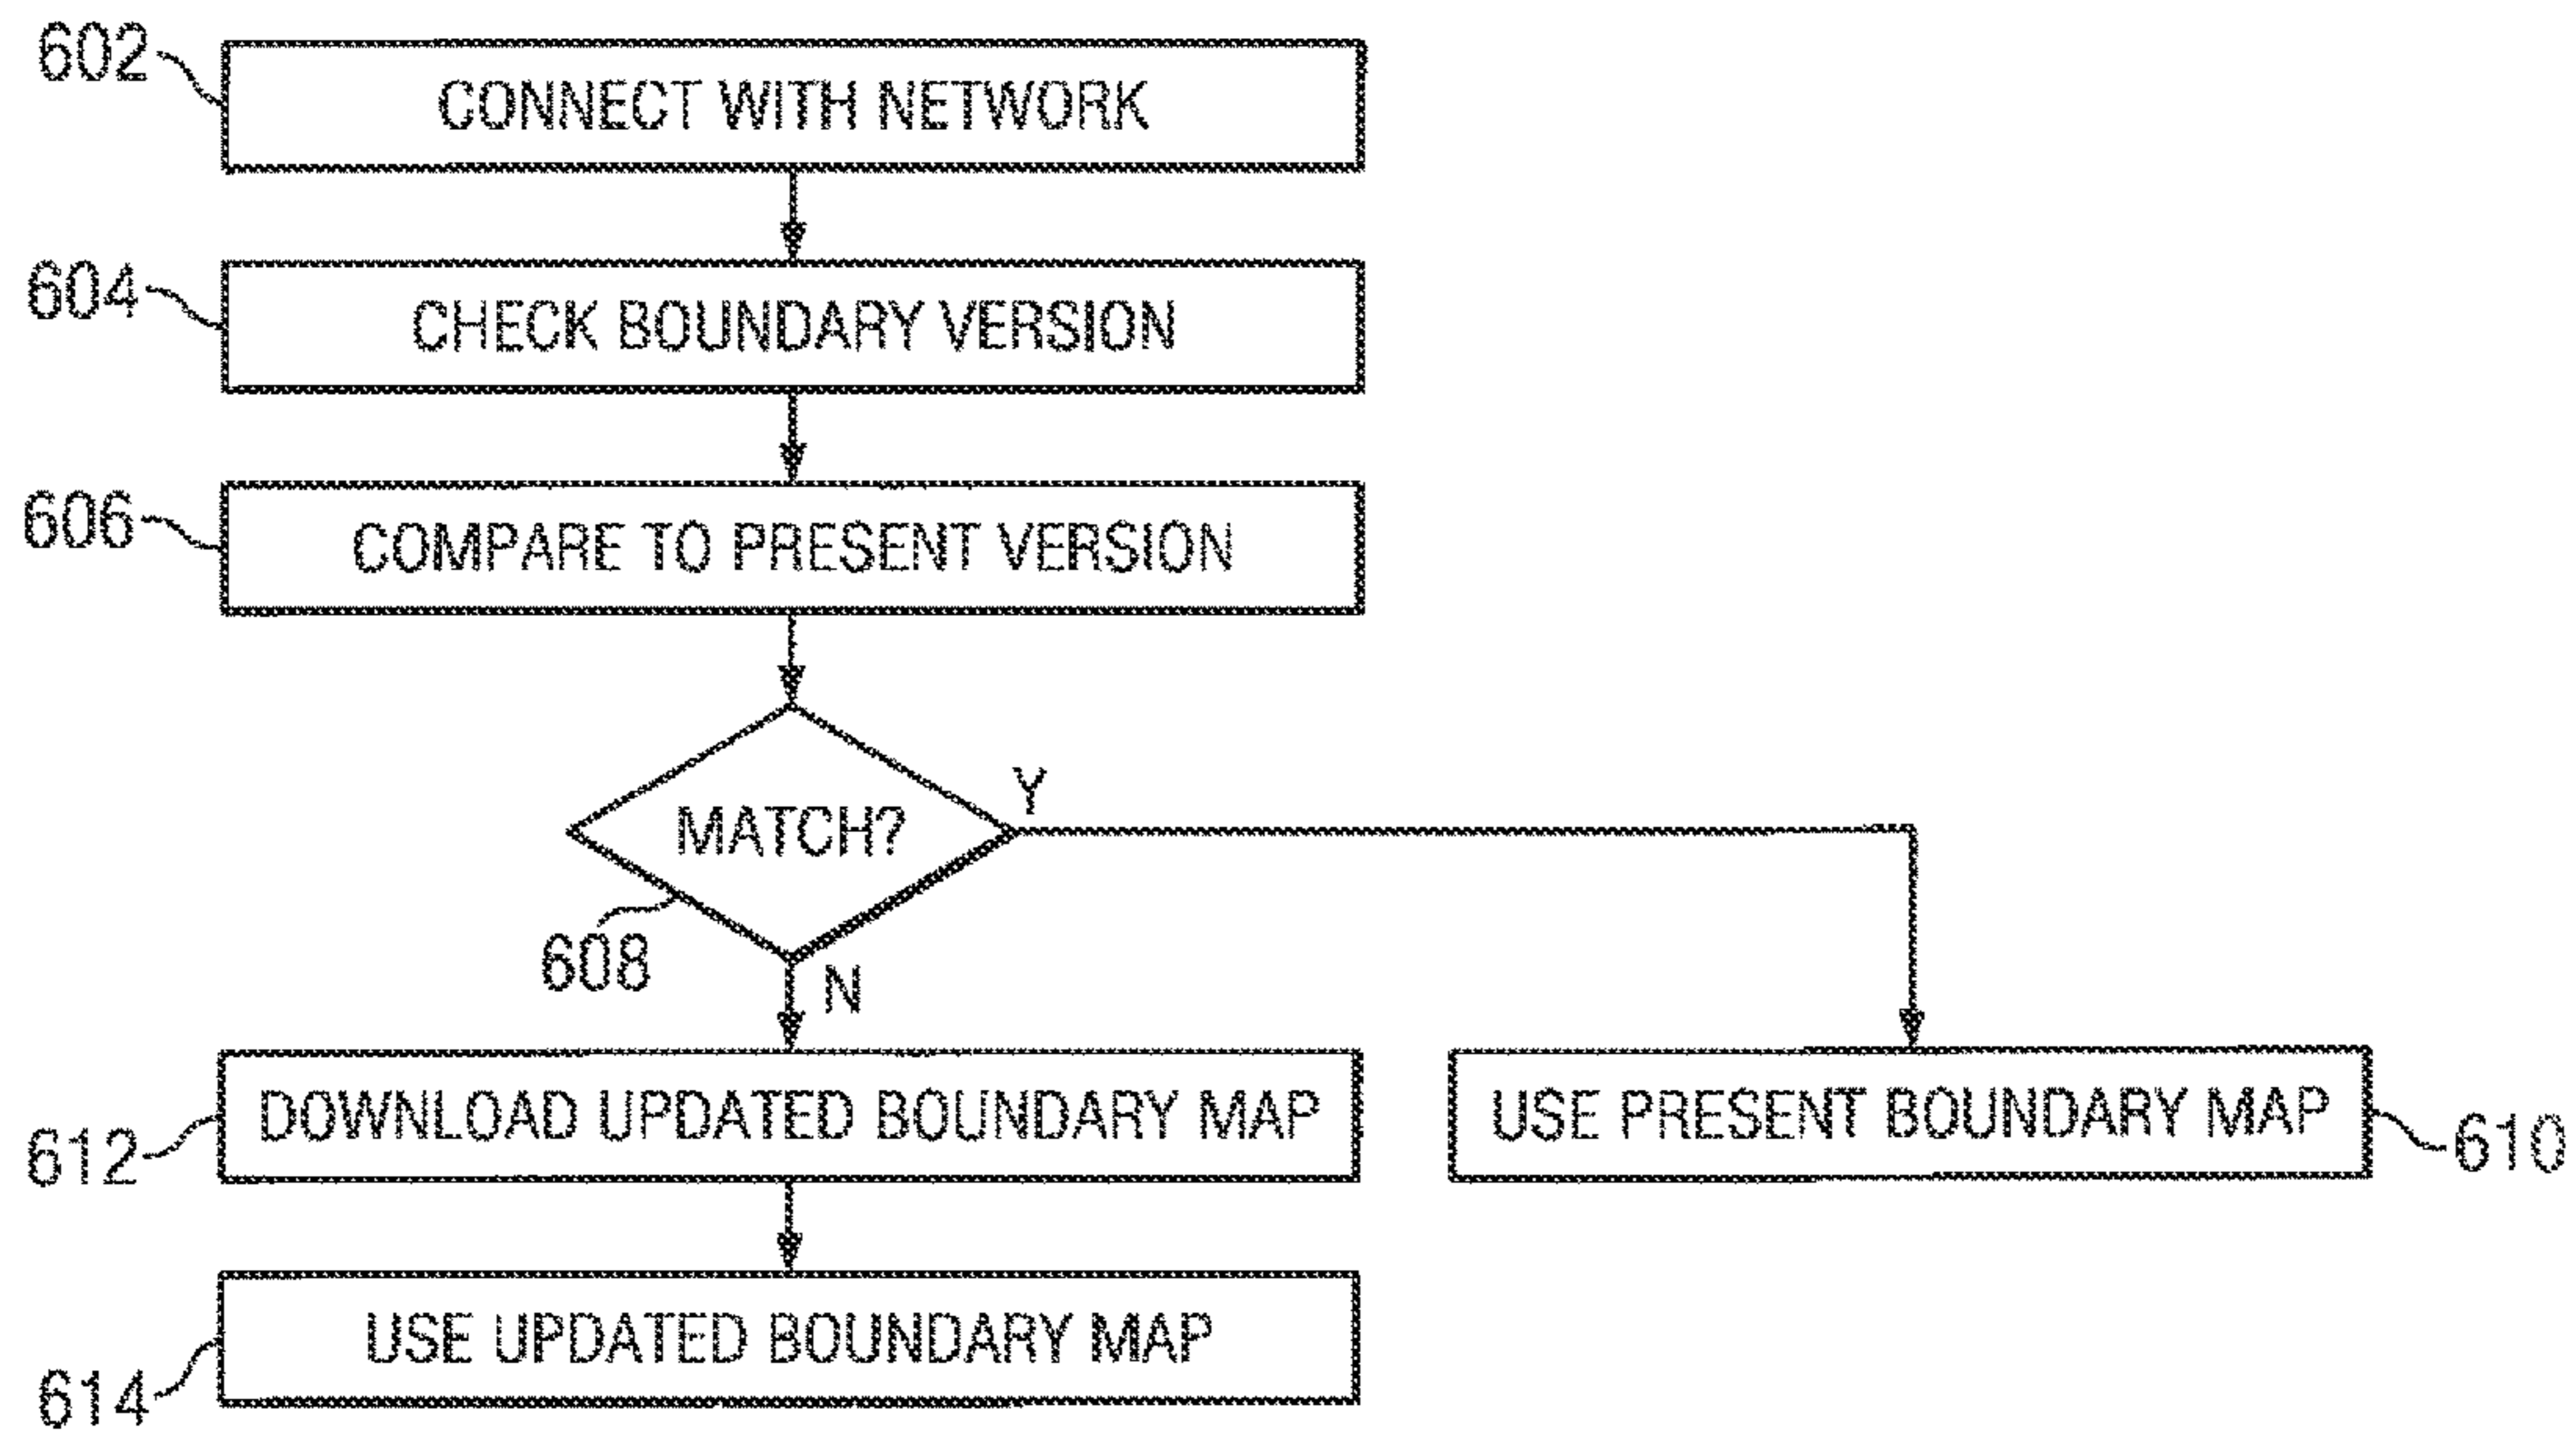 602
CONNECT WITH NETWORK
604
CHECK BOUNDARY VERSION
606
COMPARE TO PRESENT VERSION
MATCH?
Y
608
N
612
DOWNLOAD UPDATED BOUNDARY MAP
USE PRESENT BOUNDARY MAP
610
614
USE UPDATED BOUNDARY MAP